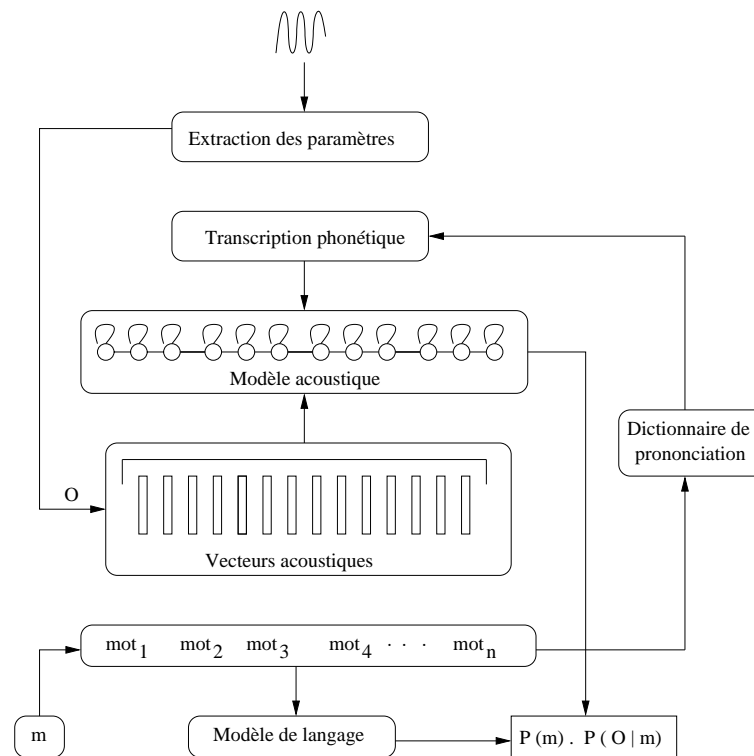 Extraction des paramètres
Transcription phonétique
Modèle acoustique
Dictionnaire de
prononciation
O
Vecteurs acoustiques
mot₁ mot₂ mot₃ mot₄ · · · motₙ
m
Modèle de langage
P (m) . P ( O | m)